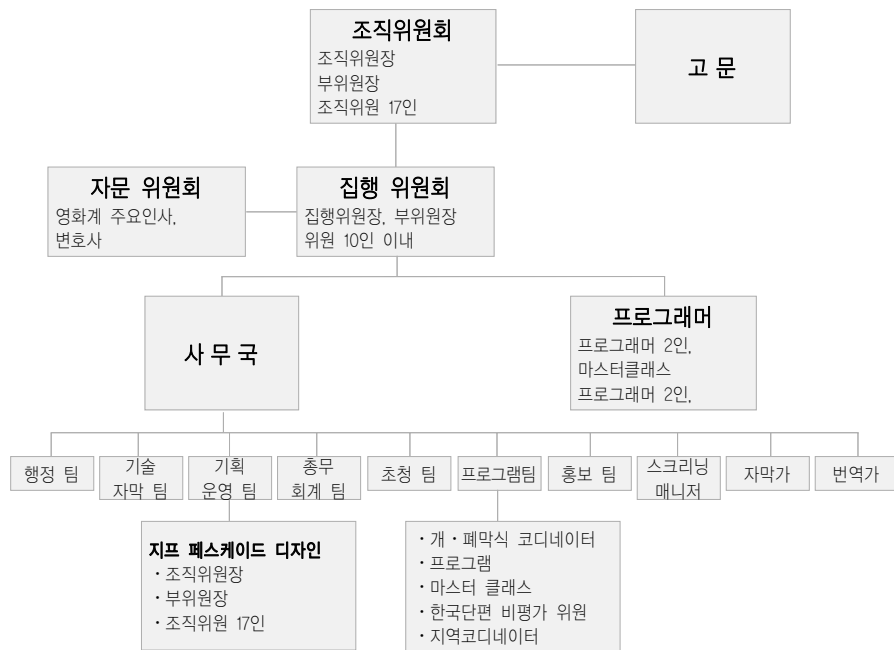 조직위원회
조직위원장
부위원장
조직위원 17인
고 문
자문 위원회
영화계 주요인사,
변호사
집행 위원회
집행위원장, 부위원장
위원 10인 이내
사 무 국
프로그래머
프로그래머 2인,
마스터클래스
프로그래머 2인,
행정 팀
기술
자막 팀
기획
운영 팀
총무
회계 팀
초청 팀
프로그램팀
홍보 팀
스크리닝
매니저
자막가
번역가
지프 페스케이드 디자인
· 조직위원장
· 부위원장
· 조직위원 17인
· 개 · 폐막식 코디네이터
· 프로그램
· 마스터 클래스
· 한국단편 비평가 위원
· 지역코디네이터